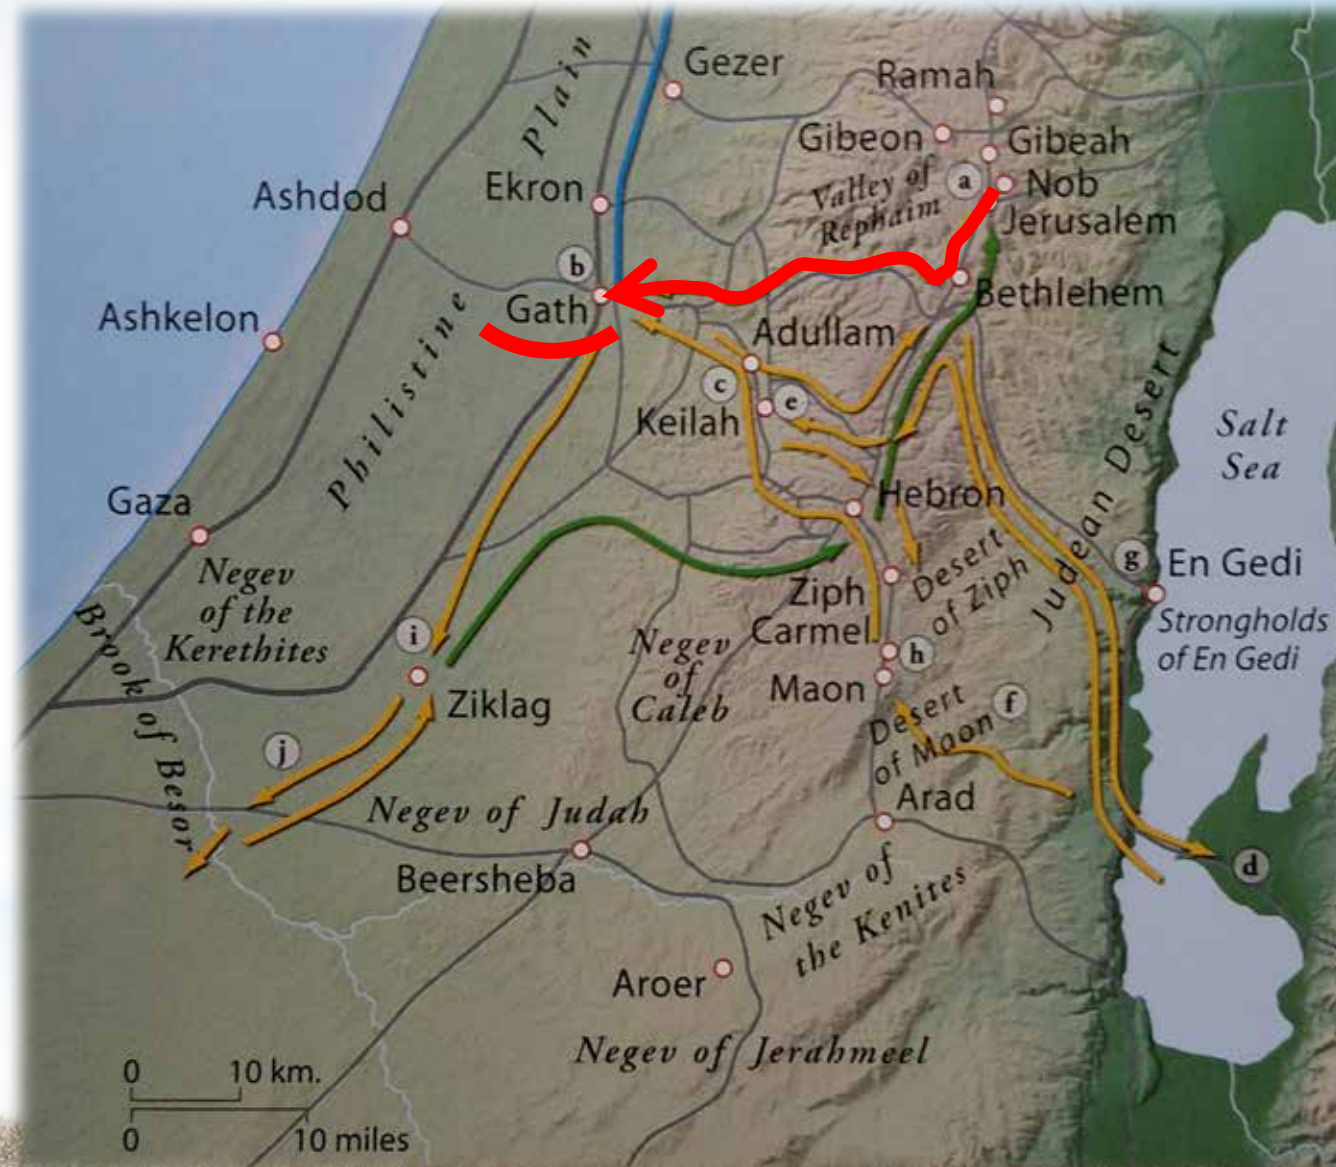 Gezer
Ramah
Plain
Gibeon
Gibeah
Ekron
Valley of
Rephaim
a
Nob
Ashdod
Jerusalem
b
Gath
Bethlehem
Ashkelon
Philistine
Adullam
c
e
Keilah
Salt
Sea
Judean Desert
Gaza
Hebron
Desert
of Ziph
g
En Gedi
Strongholds
of En Gedi
Negev
of the
Kerethites
Ziph
Carmel
i
Negev
of
Caleb
h
Maon
Brook of Besor
Ziklag
Desert
of Maon
f
j
Arad
Negev of Judah
d
Beersheba
Negev of
the Kenites
Aroer
Negev of Jerahmeel
0 10 km.
0 10 miles